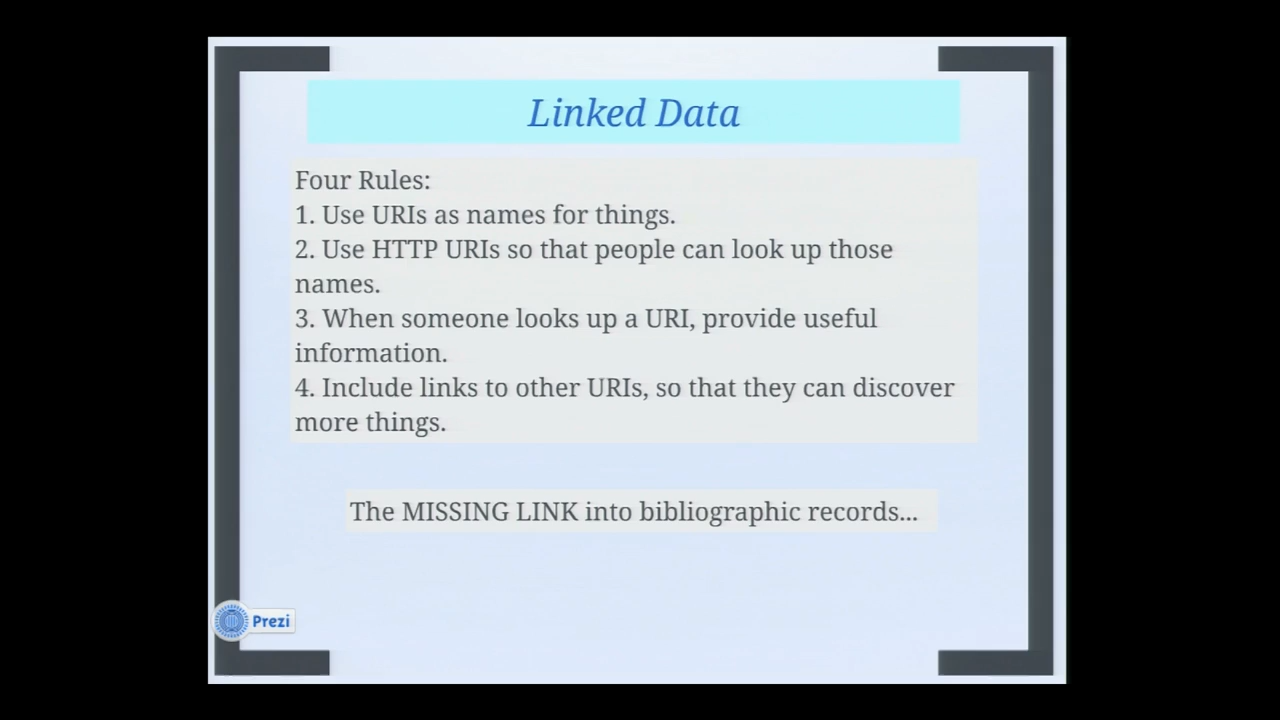 Linked Data
Four Rules:
1. Use URIs as names for things.
2. Use HTTP URIs so that people can look up those
names.
3. When someone looks up a URI, provide useful
information.
4. Include links to other URIs, so that they can discover
more things.
The MISSING LINK into bibliographic records...
Prezi